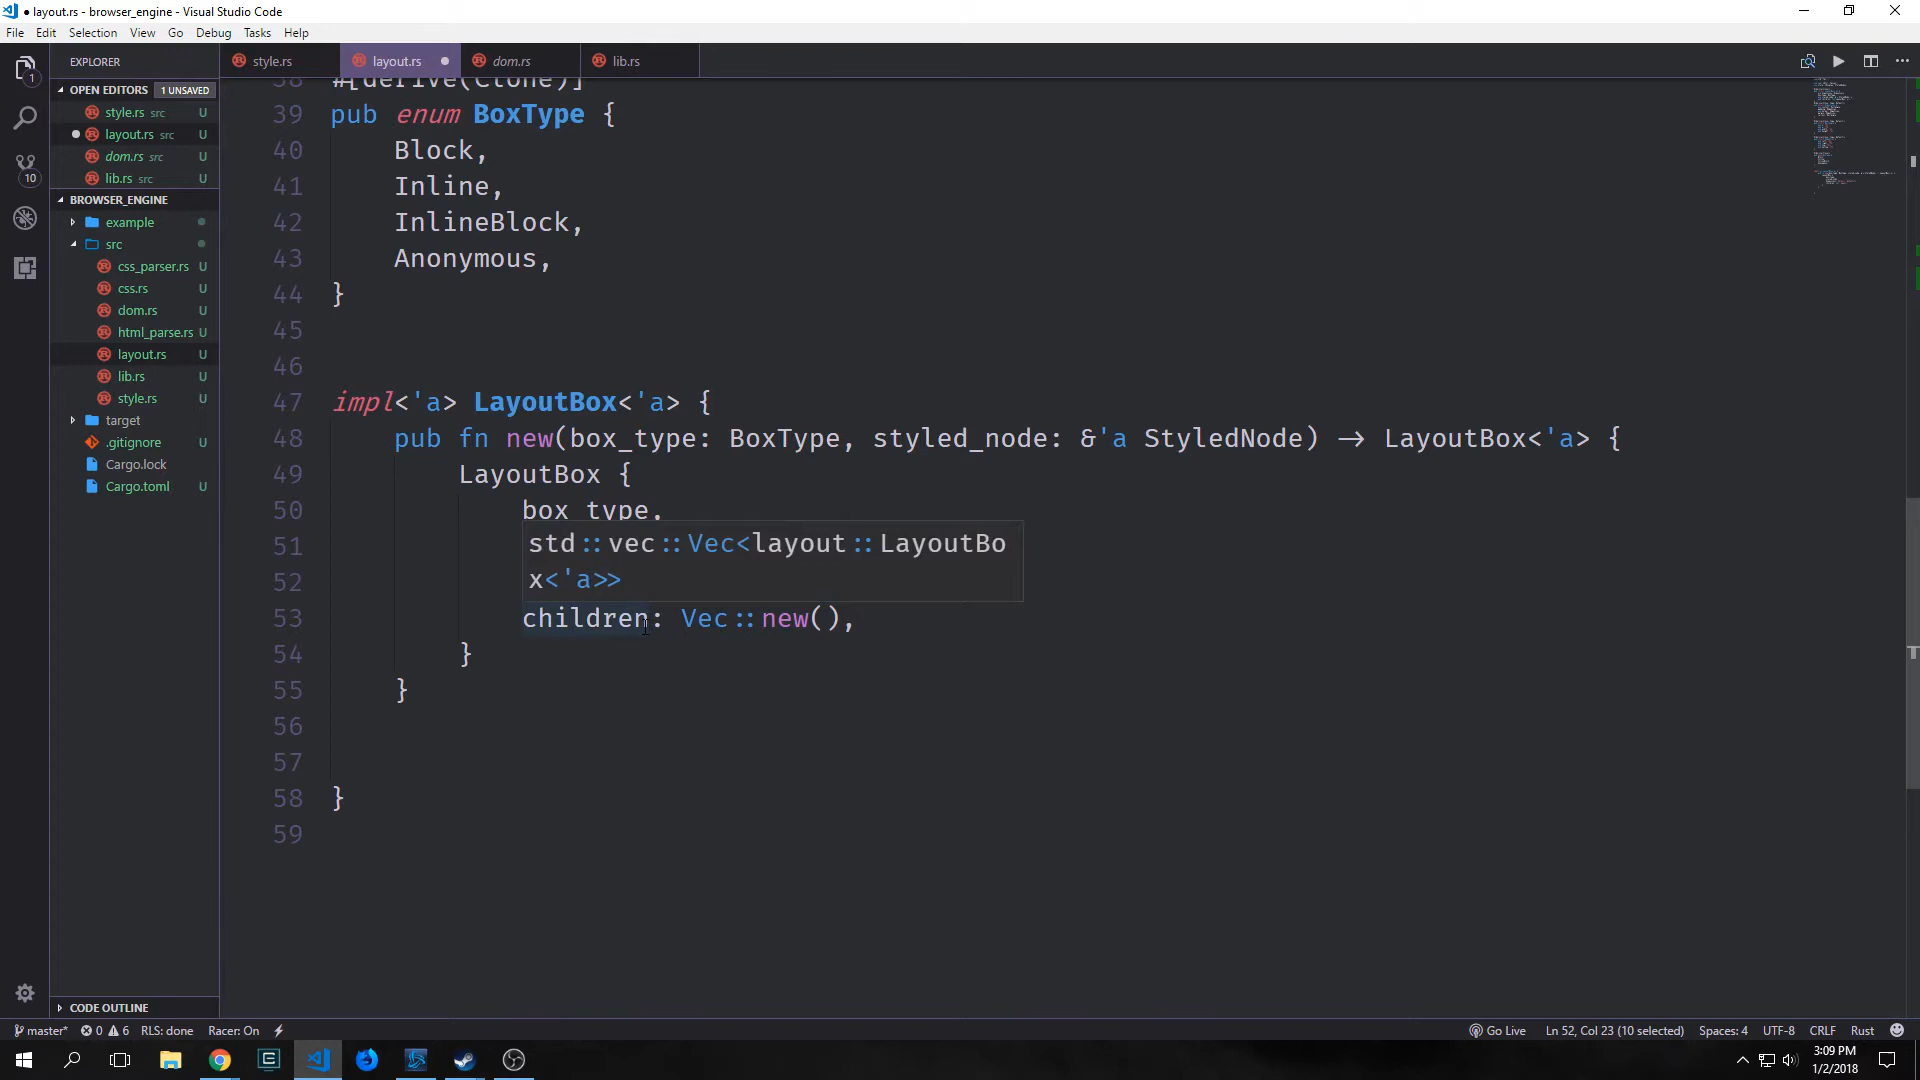 layout.rs - browser_engine - Visual Studio Code
File Edit Selection View Go Debug Tasks Help
EXPLORER
OPEN EDITORS 1 UNSAVED
style.rs src U
layout.rs src U
dom.rs src U
lib.rs src U
BROWSER_ENGINE
example
src
css_parser.rs U
css.rs U
dom.rs U
html_parse.rs U
layout.rs U
lib.rs U
style.rs U
target
.gitignore U
Cargo.lock
Cargo.toml U
CODE OUTLINE
1
10
style.rs layout.rs dom.rs lib.rs
38 #[derive(Clone)]
39 pub enum BoxType {
40 Block,
41 Inline,
42 InlineBlock,
43 Anonymous,
44 }
45
46
47 impl<'a> LayoutBox<'a> {
48 pub fn new(box_type: BoxType, styled_node: &'a StyledNode) -> LayoutBox<'a> {
49 LayoutBox {
50 box_type,
51
52
std::vec::Vec<layout::LayoutBo
x<'a>>
53 children: Vec::new(),
54 }
55 }
56
57
58 }
59
master* 0 6 RLS: done Racer: On Go Live Ln 52, Col 23 (10 selected) Spaces: 4 UTF-8 CRLF Rust
3:09 PM
1/2/2018